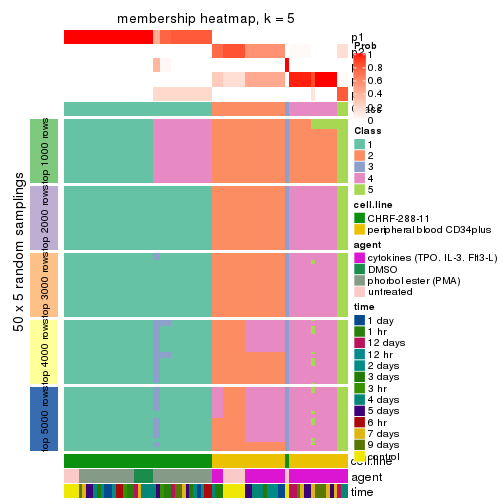 membership heatmap, k = 5
p1
p2
Prob
1
0.8
0.6
0.4
0.2
0
Class
1
2
3
4
5
cell.line
CHRF-288-11
peripheral blood CD34plus
agent
cytokines (TPO. IL-3. Flt3-L)
DMSO
phorbol ester (PMA)
untreated
time
1 day
1 hr
12 days
12 hr
2 days
3 days
3 hr
4 days
5 days
6 hr
7 days
9 days
control
50 x 5 random samplings
top 1000 rows
top 2000 rows
top 3000 rows
top 4000 rows
top 5000 rows
cell.line
agent
time